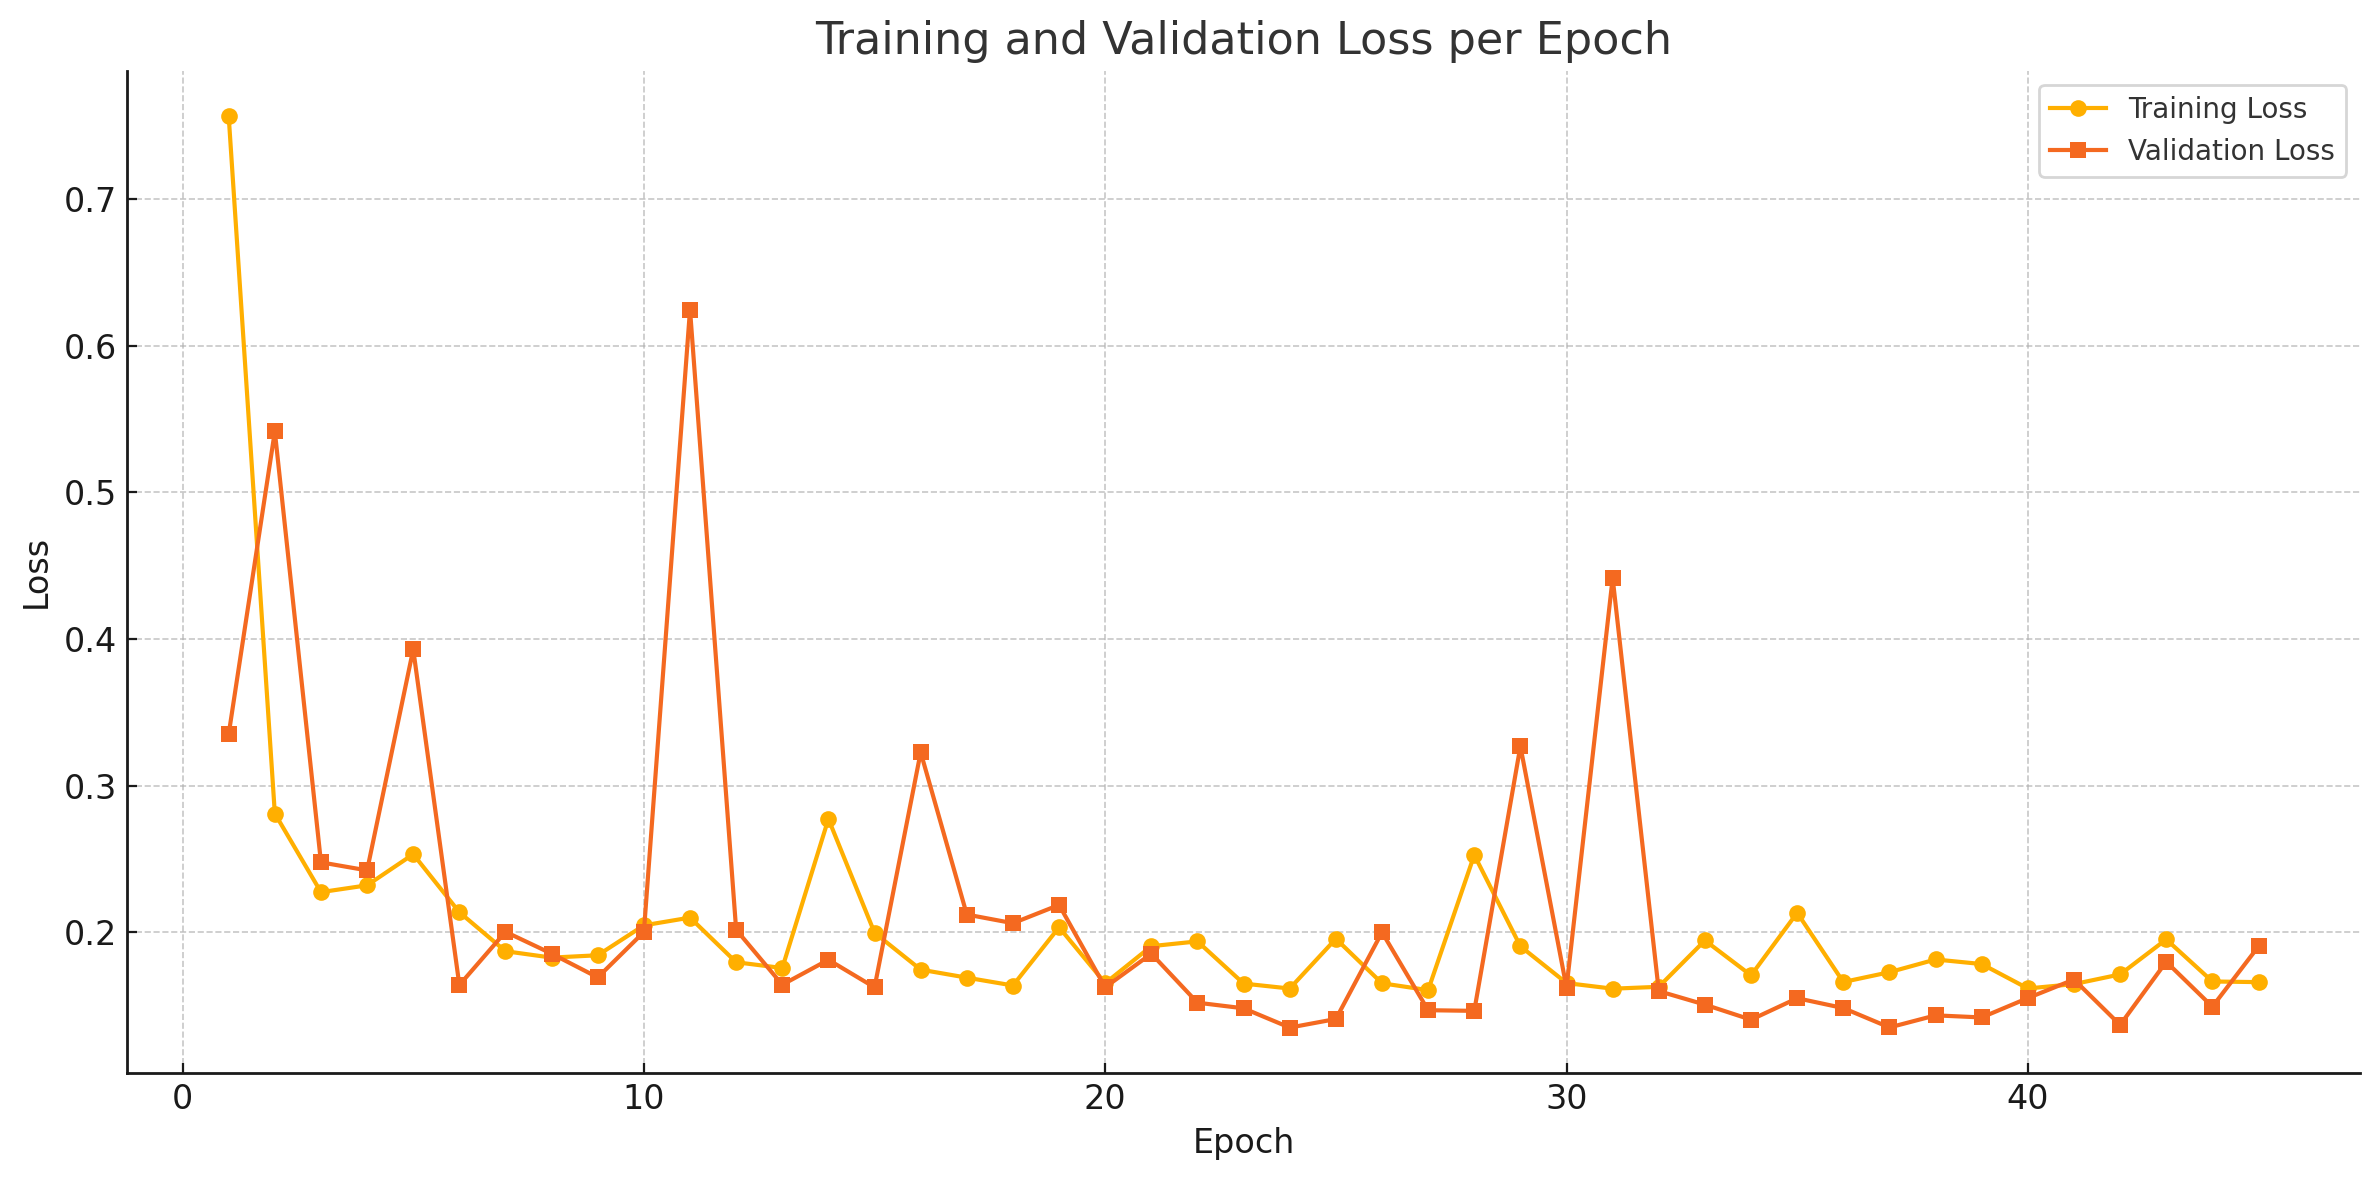 Training and Validation Loss per Epoch
Training Loss
Validation Loss
0.7
0.6
0.5
0.4
0.3
0.2
Loss
0 10 20 30 40
Epoch